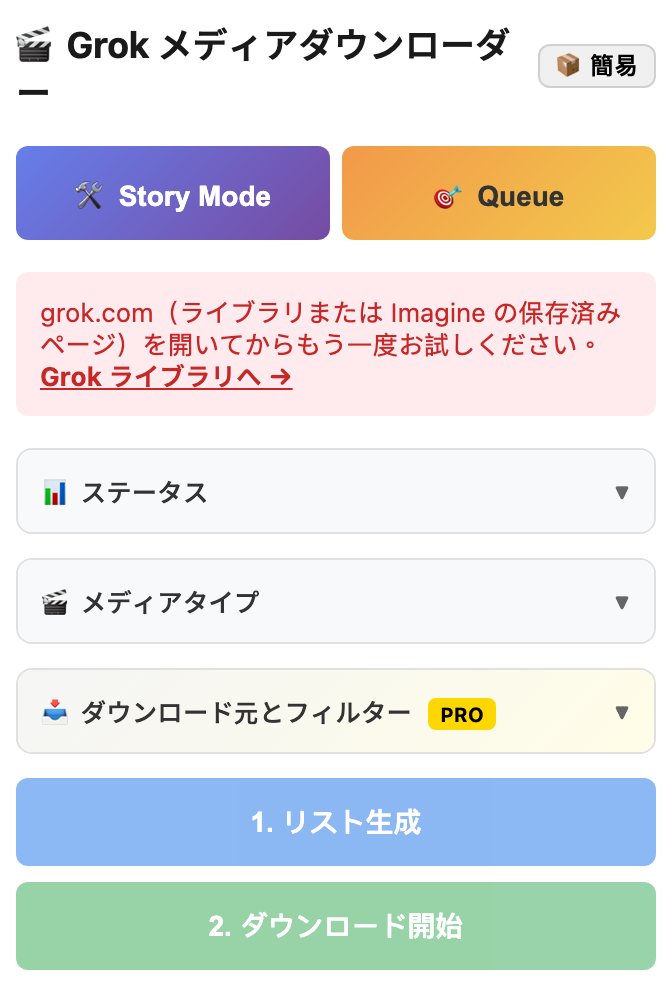 🎬 Grok メディアダウンローダ
ー
📦 簡易
🛠️ Story Mode
🎯 Queue
grok.com（ライブラリまたは Imagine の保存済み
ページ）を開いてからもう一度お試しください。
Grok ライブラリへ →
📊 ステータス ▼
🎬 メディアタイプ ▼
📥 ダウンロード元とフィルター PRO ▼
1. リスト生成
2. ダウンロード開始